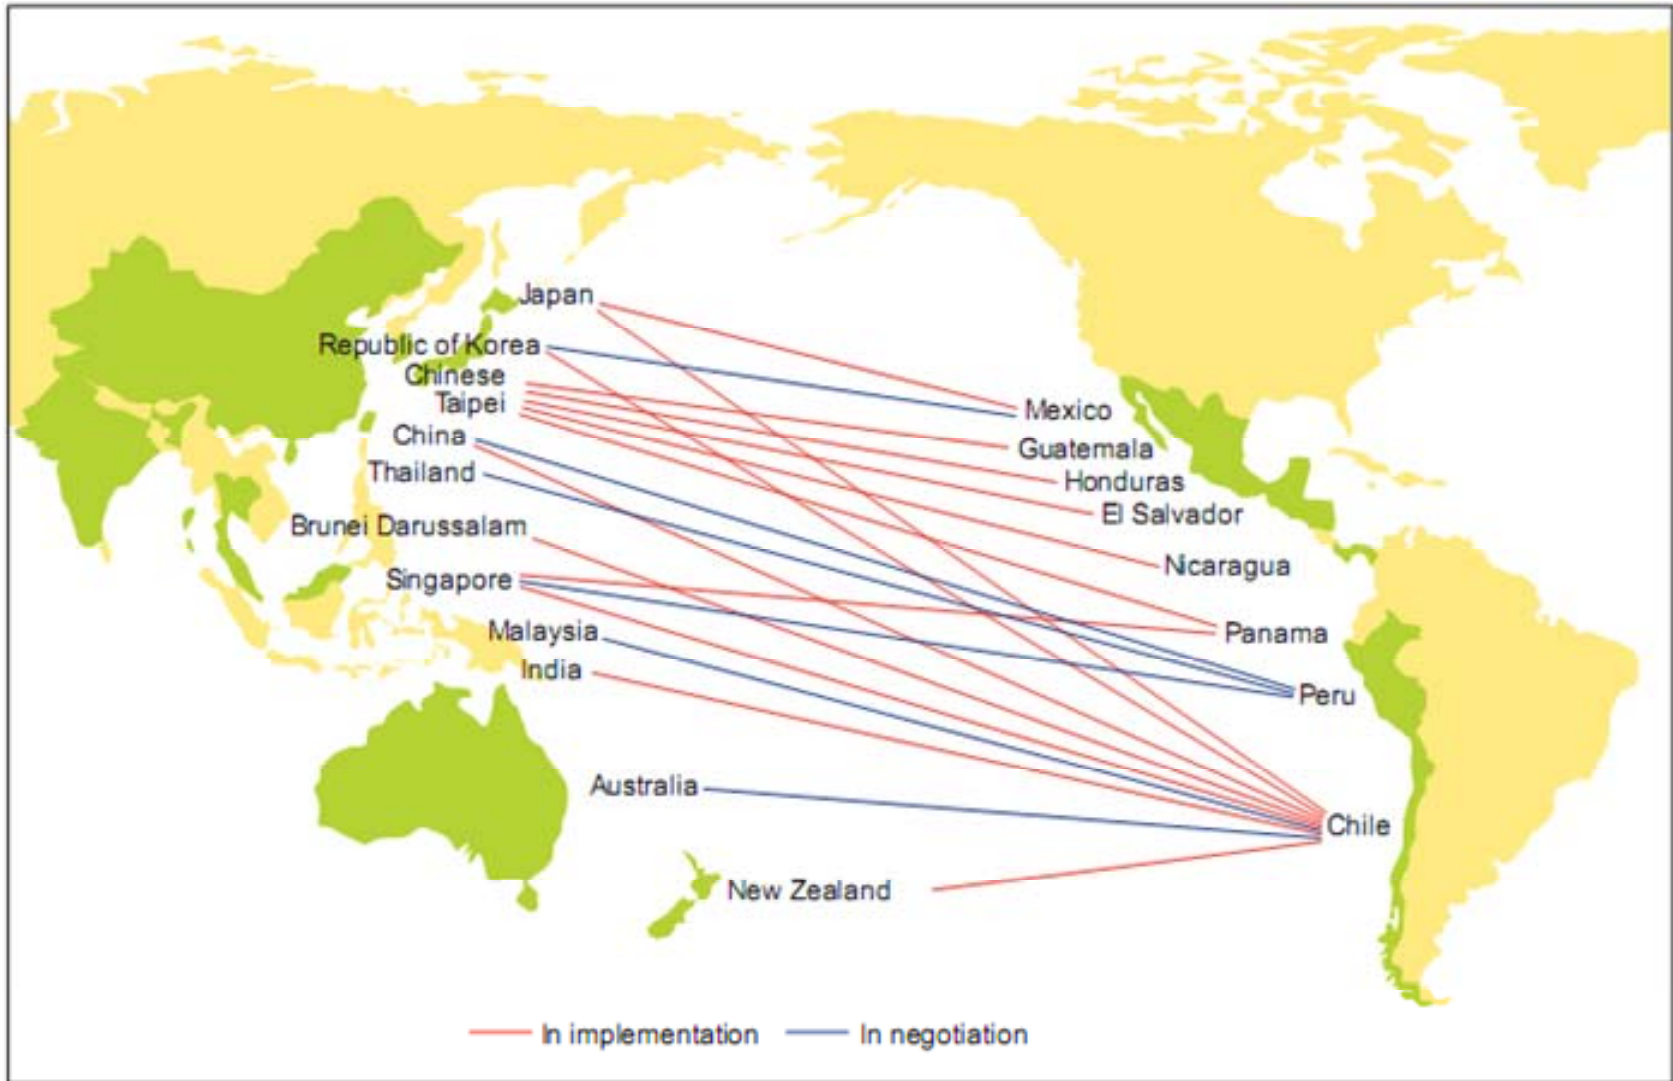 Japan
Republic of Korea
Chinese
Taipei
China
Thailand
Brunei Darussalam
Singapore
Malaysia
India
Australia
New Zealand
Mexico
Guatemala
Honduras
El Salvador
Nicaragua
Panama
Peru
Chile
In implementation
In negotiation